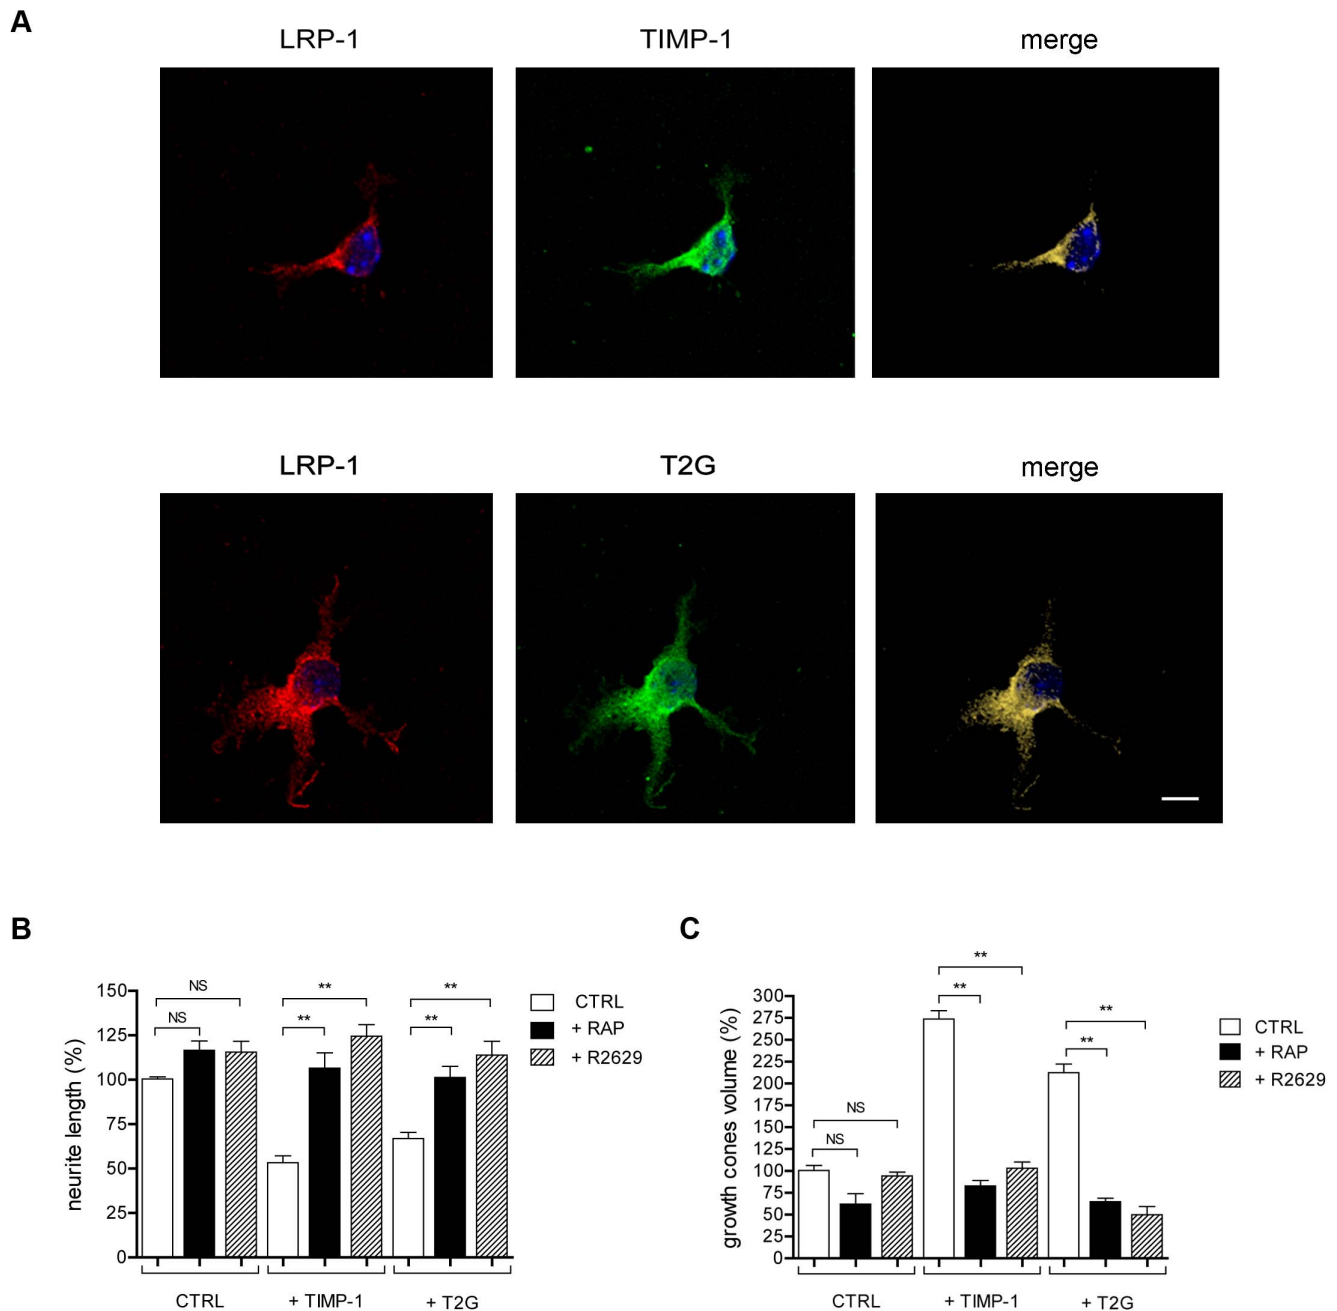 A
LRP-1 TIMP-1 merge
LRP-1 T2G merge
B
neurite length (%)
150
125
100
75
50
25
0
NS
NS
**
**
**
**
CTRL
+ RAP
+ R2629
CTRL + TIMP-1 + T2G
C
growth cones volume (%)
300
275
250
225
200
175
150
125
100
75
50
25
0
NS
NS
**
**
**
**
CTRL
+ RAP
+ R2629
CTRL + TIMP-1 + T2G